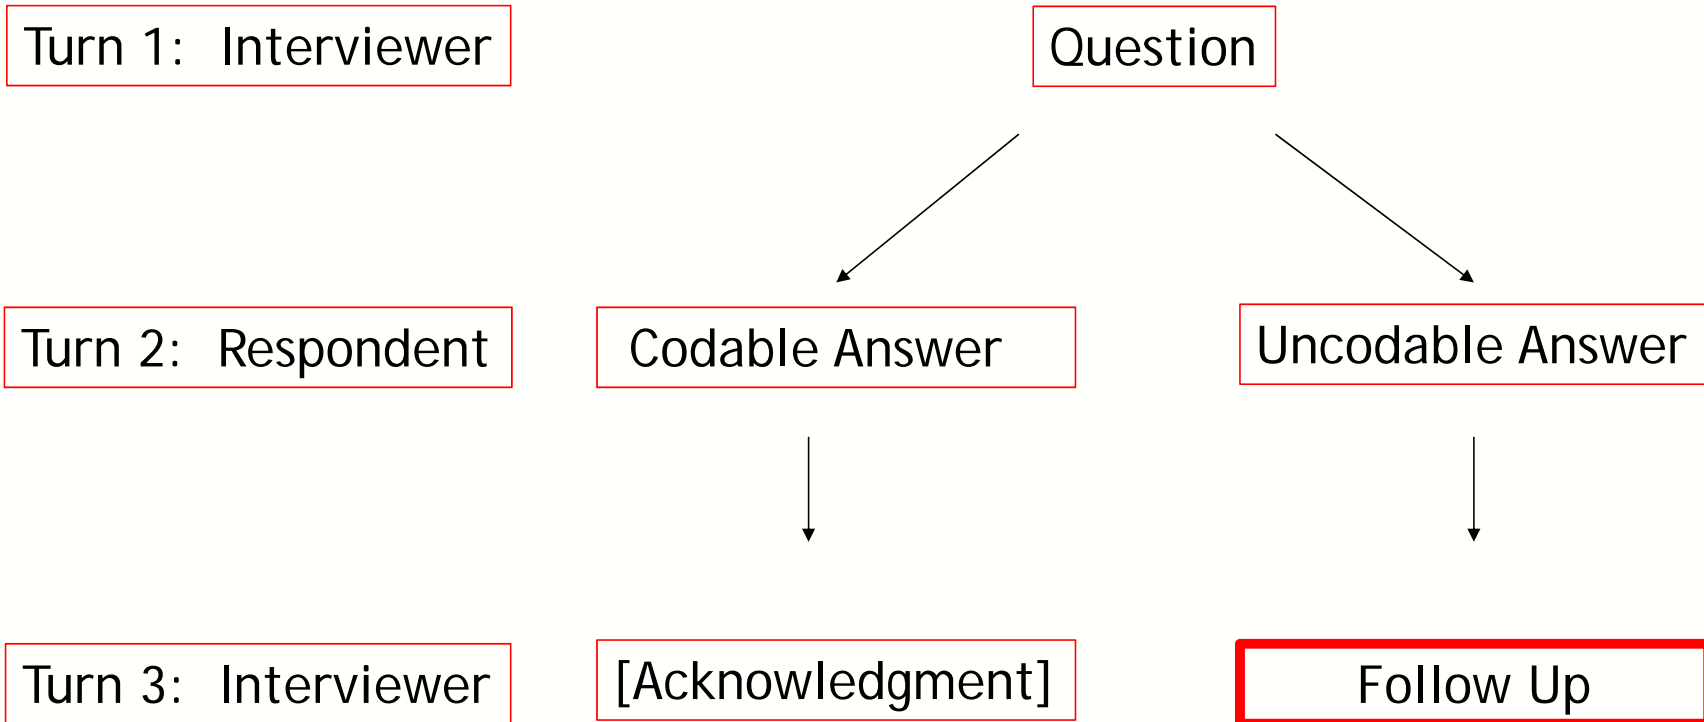 Turn 1: Interviewer
Question
Turn 2: Respondent
Codable Answer
Uncodable Answer
Turn 3: Interviewer
[Acknowledgment]
Follow Up